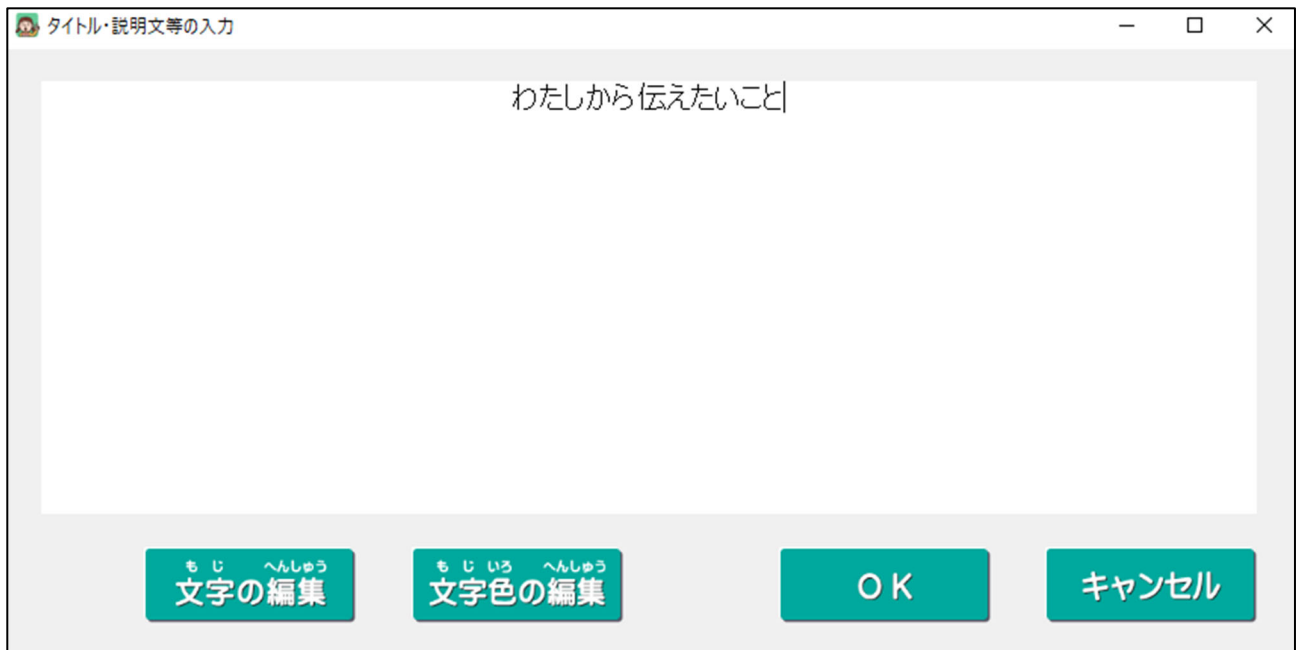 タイトル・説明文等の入力
わたしから伝えたいこと
もじ へんしゅう
文字の編集
もじいろ へんしゅう
文字色の編集
OK
キャンセル